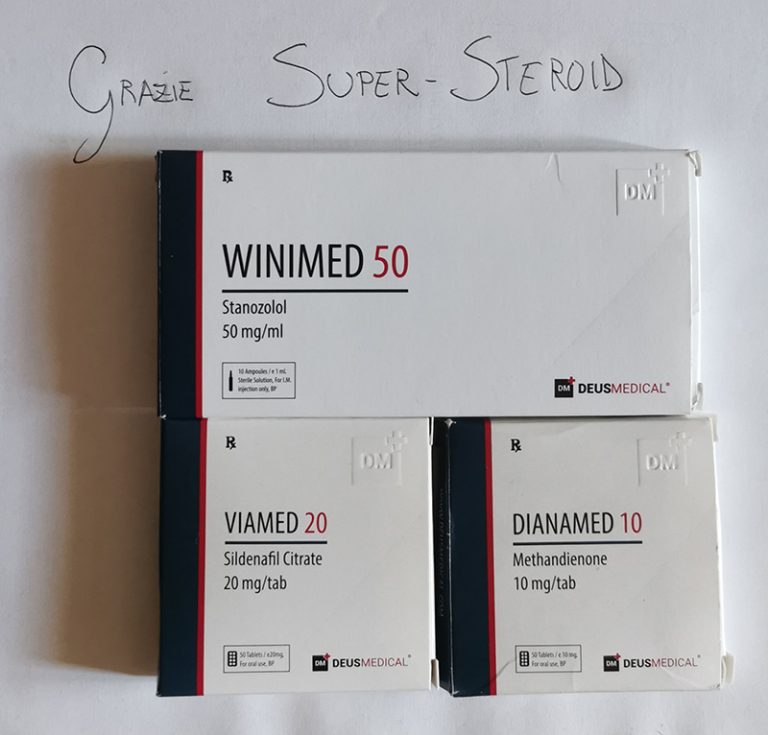 GRAZIE SUPER-STEROID
℞
DM
WINIMED 50
Stanozolol
50 mg/ml
10 Ampoules / e 1 ml,
Sterile Solution, For I.M.
injection only, BP
DM DEUSMEDICAL®
℞
DM
VIAMED 20
Sildenafil Citrate
20 mg/tab
50 Tablets / e20mg,
For oral use, BP
DM DEUSMEDICAL®
℞
DM
DIANAMED 10
Methandienone
10 mg/tab
50 Tablets / e 10 mg,
For oral use, BP
DM DEUSMEDICAL®